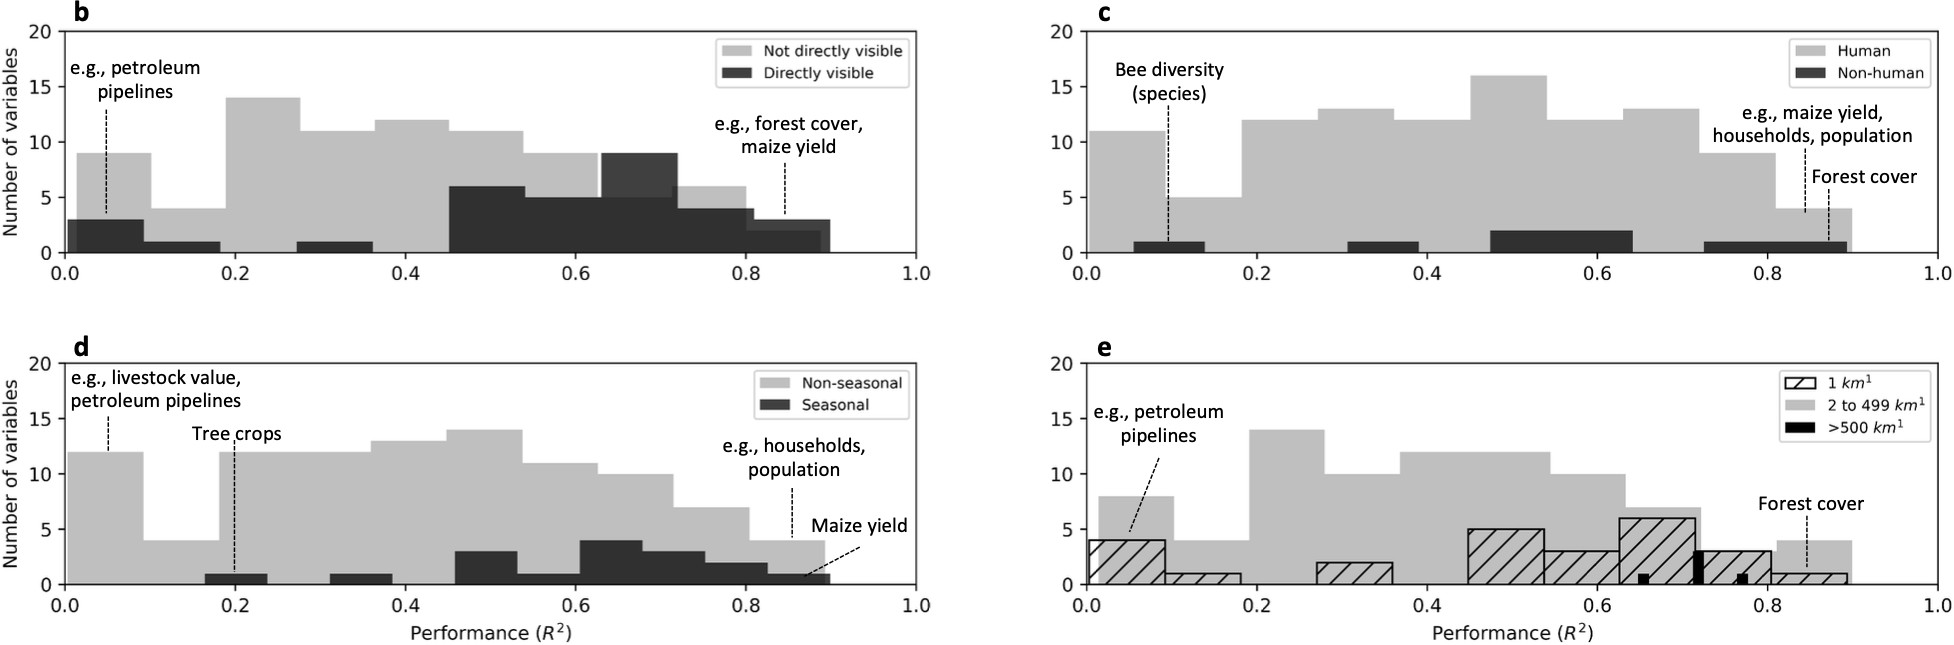 b
Number of variables
20
15
10
5
0
0.0
0.2
0.4
0.6
0.8
1.0
e.g., petroleum
pipelines
e.g., forest cover,
maize yield
Not directly visible
Directly visible
c
20
15
10
5
0
0.0
0.2
0.4
0.6
0.8
1.0
Bee diversity
(species)
e.g., maize yield,
households, population
Forest cover
Human
Non-human
d
Number of variables
20
15
10
5
0
0.0
0.2
0.4
0.6
0.8
1.0
Performance (R²)
e.g., livestock value,
petroleum pipelines
Tree crops
e.g., households,
population
Maize yield
Non-seasonal
Seasonal
e
20
15
10
5
0
0.0
0.2
0.4
0.6
0.8
1.0
Performance (R²)
e.g., petroleum
pipelines
Forest cover
1 km¹
2 to 499 km¹
>500 km¹